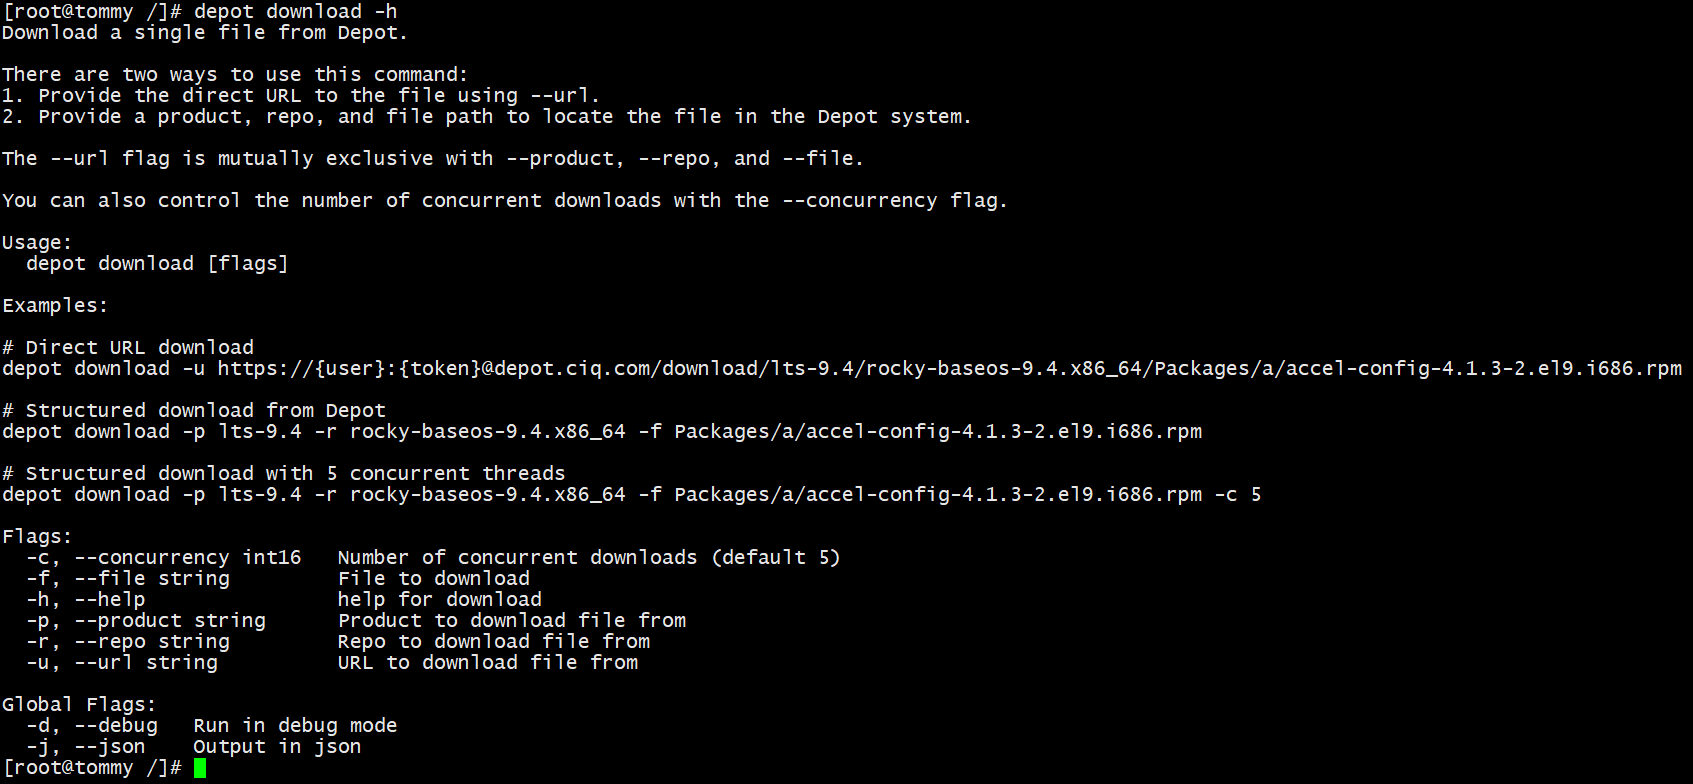 [root@tommy /]# depot download -h
Download a single file from Depot.
There are two ways to use this command:
1. Provide the direct URL to the file using --url.
2. Provide a product, repo, and file path to locate the file in the Depot system.
The --url flag is mutually exclusive with --product, --repo, and --file.
You can also control the number of concurrent downloads with the --concurrency flag.
Usage:
  depot download [flags]
Examples:
# Direct URL download
depot download -u https://{user}:{token}@depot.ciq.com/download/lts-9.4/rocky-baseos-9.4.x86_64/Packages/a/accel-config-4.1.3-2.el9.i686.rpm
# Structured download from Depot
depot download -p lts-9.4 -r rocky-baseos-9.4.x86_64 -f Packages/a/accel-config-4.1.3-2.el9.i686.rpm
# Structured download with 5 concurrent threads
depot download -p lts-9.4 -r rocky-baseos-9.4.x86_64 -f Packages/a/accel-config-4.1.3-2.el9.i686.rpm -c 5
Flags:
  -c, --concurrency int16   Number of concurrent downloads (default 5)
  -f, --file string         File to download
  -h, --help                help for download
  -p, --product string      Product to download file from
  -r, --repo string         Repo to download file from
  -u, --url string          URL to download file from
Global Flags:
  -d, --debug   Run in debug mode
  -j, --json    Output in json
[root@tommy /]#